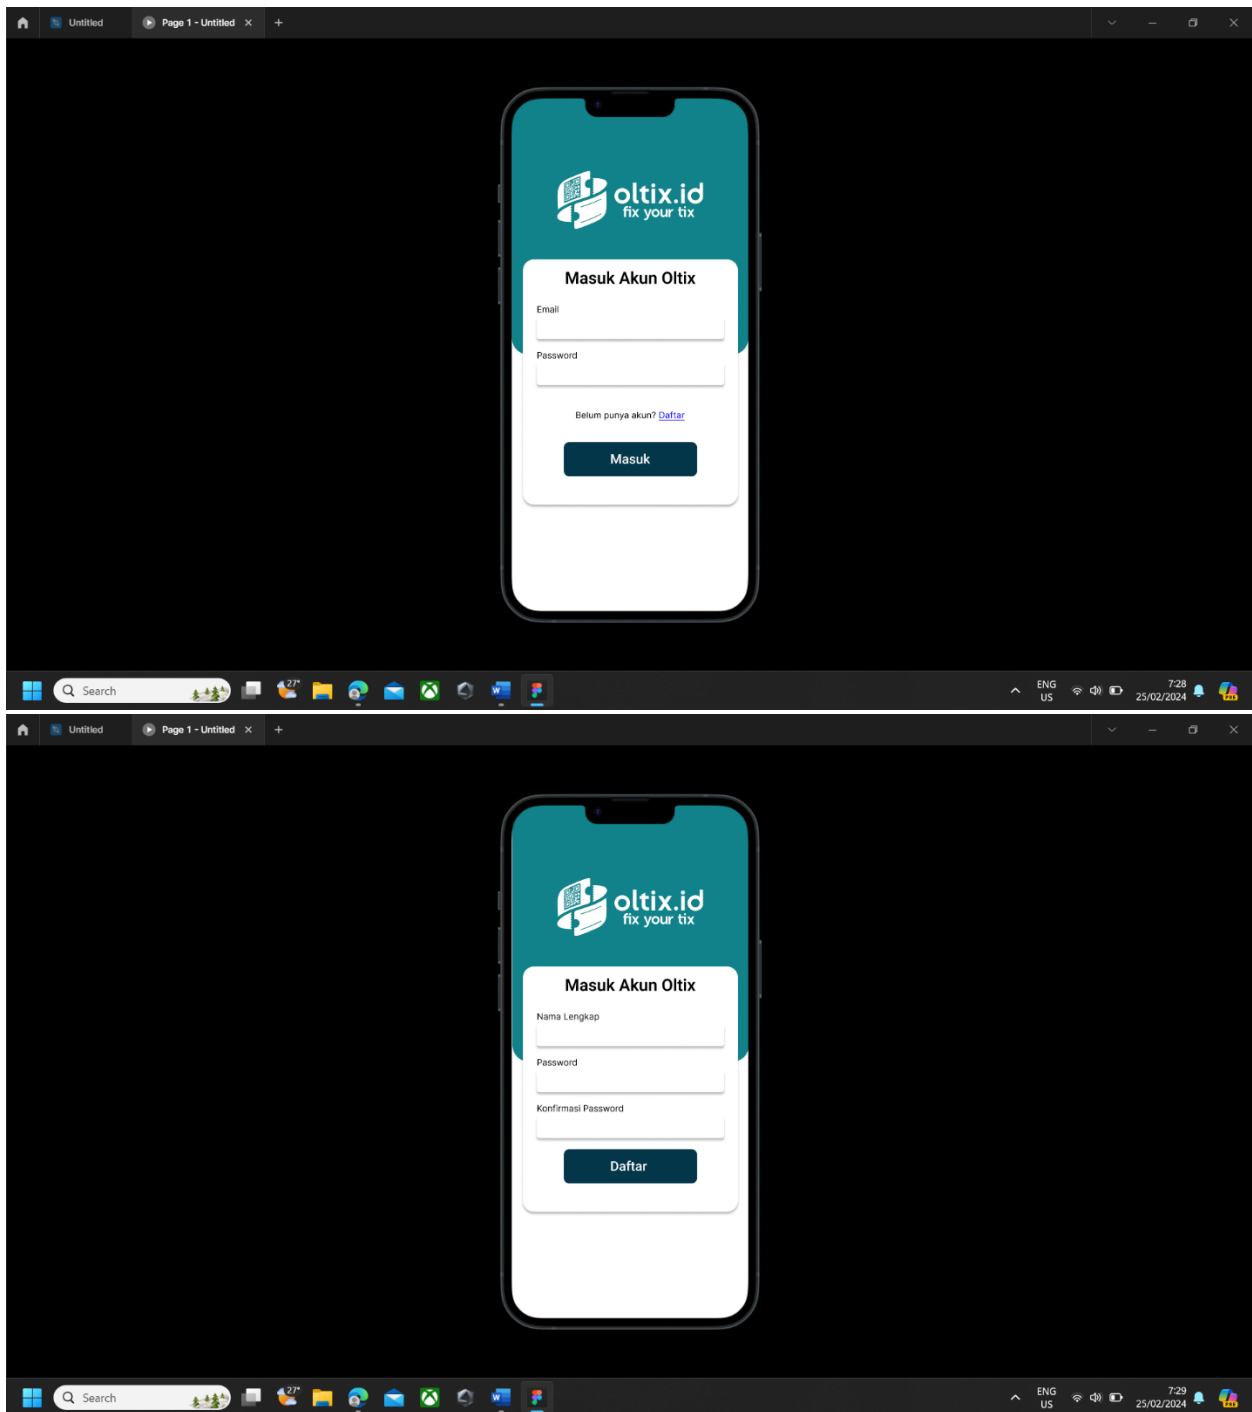 Untitled
Page 1 - Untitled
oltix.id
fix your tix
Masuk Akun Oltix
Email
Password
Belum punya akun? Daftar
Masuk
Search
27°
ENG
US
7:28
25/02/2024
Untitled
Page 1 - Untitled
oltix.id
fix your tix
Masuk Akun Oltix
Nama Lengkap
Password
Konfirmasi Password
Daftar
Search
27°
ENG
US
7:29
25/02/2024